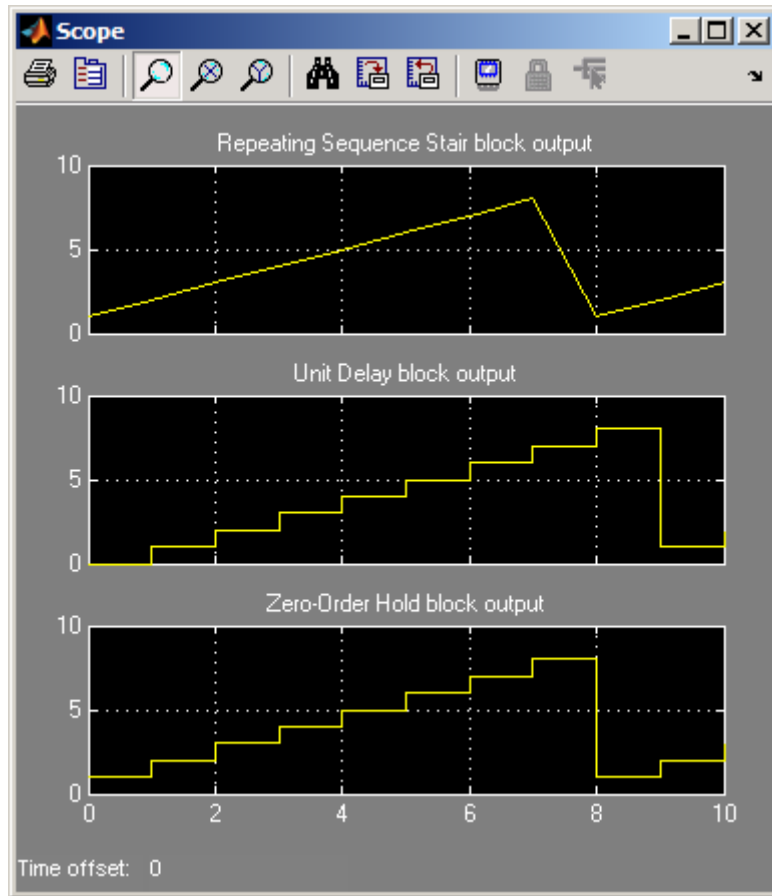 Scope
Repeating Sequence Stair block output
10
5
0
Unit Delay block output
10
5
0
Zero-Order Hold block output
10
5
0
0 2 4 6 8 10
Time offset: 0